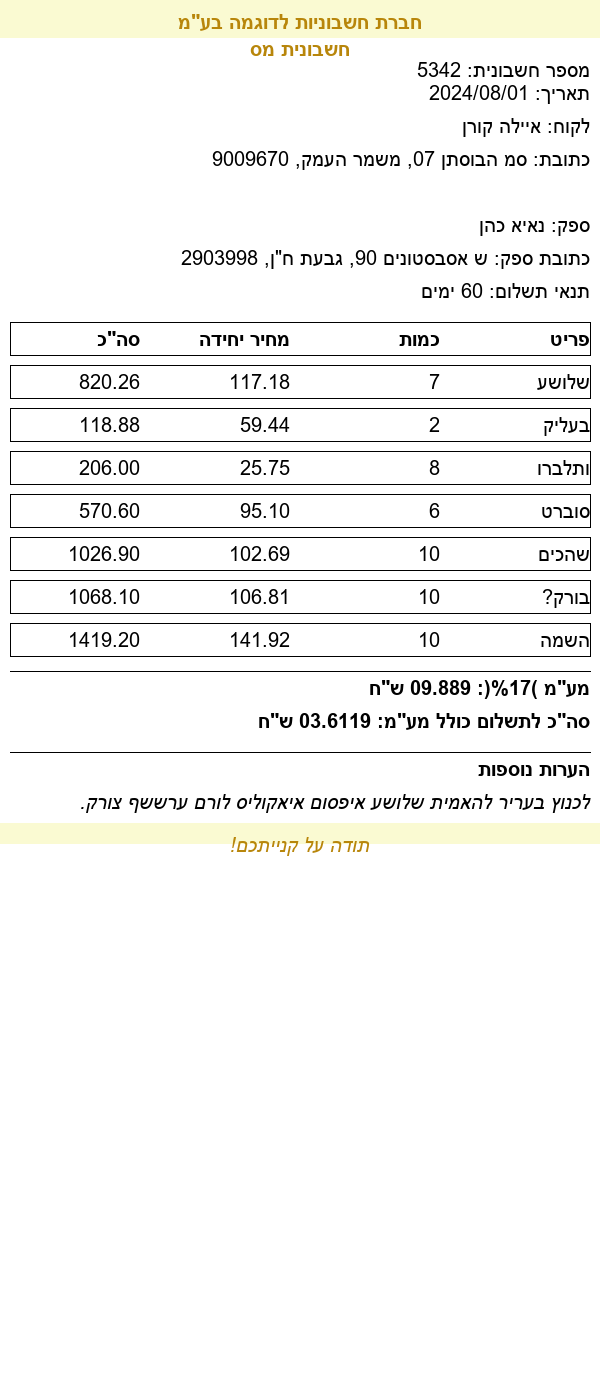 חברת חשבוניות לדוגמה בע"מ
חשבונית מס
מספר חשבונית: 5342
תאריך: 2024/08/01
לקוח: איילה קורן
כתובת: סמ הבוסתן 07, משמר העמק, 9009670
ספק: נאיא כהן
כתובת ספק: ש אסבסטונים 90, גבעת ח"ן, 2903998
תנאי תשלום: 60 ימים
פריט כמות מחיר יחידה סה"כ
שלושע 7 117.18 820.26
בעליק 2 59.44 118.88
ותלברו 8 25.75 206.00
סוברט 6 95.10 570.60
שהכים 10 102.69 1026.90
בורק? 10 106.81 1068.10
השמה 10 141.92 1419.20
מע"מ )17%(: 09.889 ש"ח
סה"כ לתשלום כולל מע"מ: 03.6119 ש"ח
הערות נוספות
לכנוץ בעריר להאמית שלושע איפסום איאקוליס לורם ערששף צורק.
תודה על קנייתכם!